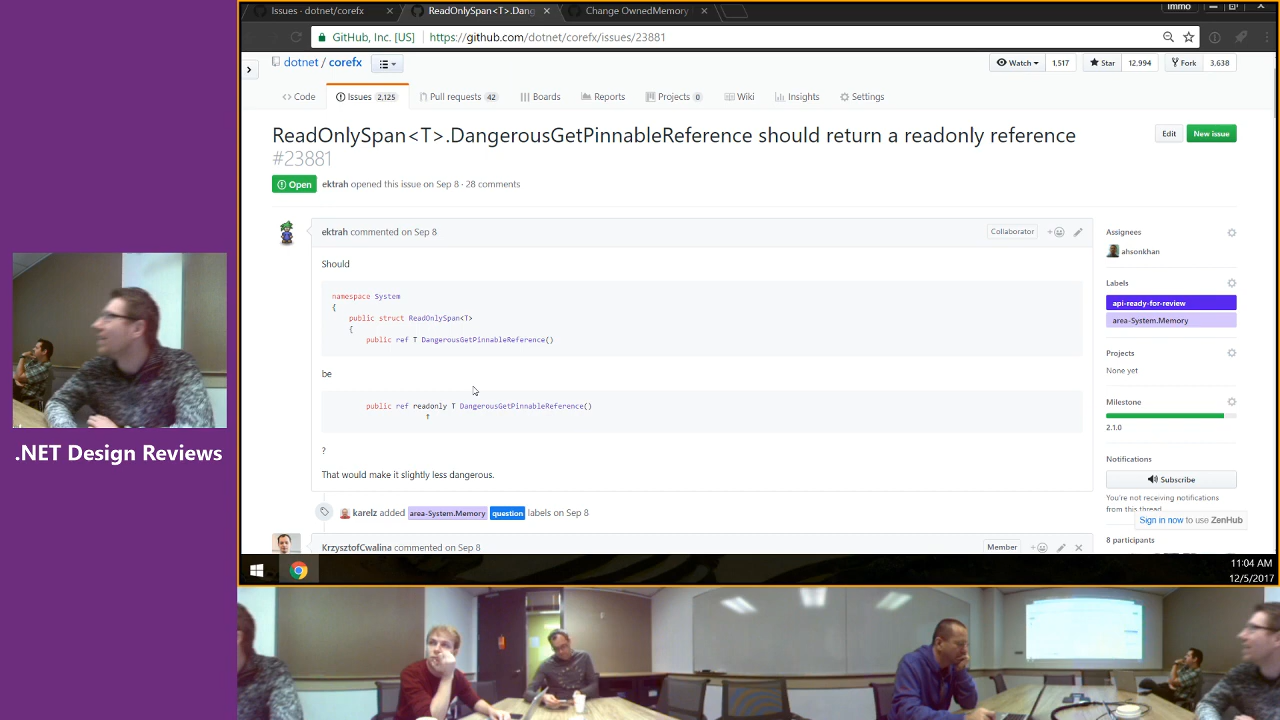 Issues - dotnet/corefx
ReadOnlySpan<T>.Dang
Change OwnedMemory
Immo
GitHub, Inc. [US]
https://github.com/dotnet/corefx/issues/23881
dotnet / corefx
Watch
1,517
Star
12,994
Fork
3,638
Code
Issues 2,125
Pull requests 42
Boards
Reports
Projects 0
Wiki
Insights
Settings
ReadOnlySpan<T>.DangerousGetPinnableReference should return a readonly reference
#23881
Edit
New issue
Open
ektrah opened this issue on Sep 8 · 28 comments
ektrah commented on Sep 8
Collaborator
Should
namespace System
{
public struct ReadOnlySpan<T>
{
public ref T DangerousGetPinnableReference()
be
public ref readonly T DangerousGetPinnableReference()
↑
?
That would make it slightly less dangerous.
karelz added area-System.Memory question labels on Sep 8
KrzysztofCwalina commented on Sep 8
Member
Assignees
ahsonkhan
Labels
api-ready-for-review
area-System.Memory
Projects
None yet
Milestone
2.1.0
Notifications
Subscribe
You're not receiving notifications
from this thread.
Sign in now to use ZenHub
8 participants
11:04 AM
12/5/2017
.NET Design Reviews